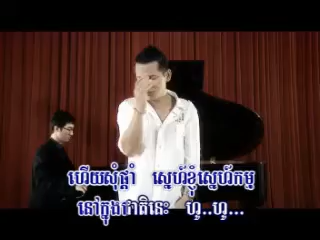 ហើយសុំផ្ដាំ ស្នេហ៍ខ្ញុំស្នេហ៍កម្ម
នៅក្នុងជាតិនេះ ហូ..ហូ...